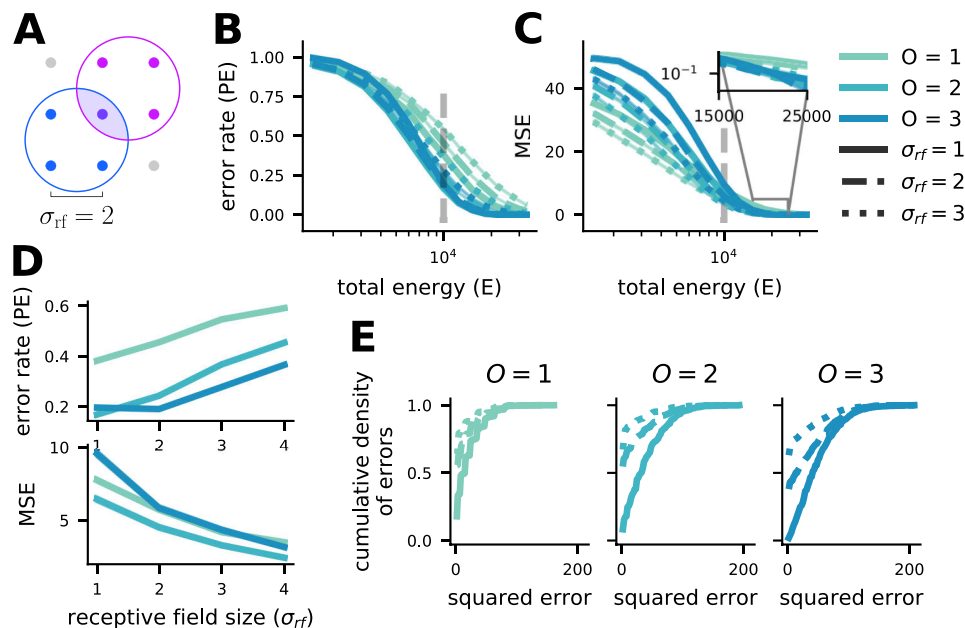 A
σrf = 2
B
1.00
0.75
0.50
0.25
0.00
error rate (PE)
10⁴
total energy (E)
C
40
20
0
MSE
10⁻¹
15000
25000
10⁴
total energy (E)
O = 1
O = 2
O = 3
σrf = 1
σrf = 2
σrf = 3
D
0.6
0.4
0.2
error rate (PE)
1
2
3
4
10
5
MSE
1
2
3
4
receptive field size (σrf)
E
O = 1
O = 2
O = 3
cumulative density
of errors
1.0
0.5
0.0
0
200
0
200
0
200
squared error
squared error
squared error